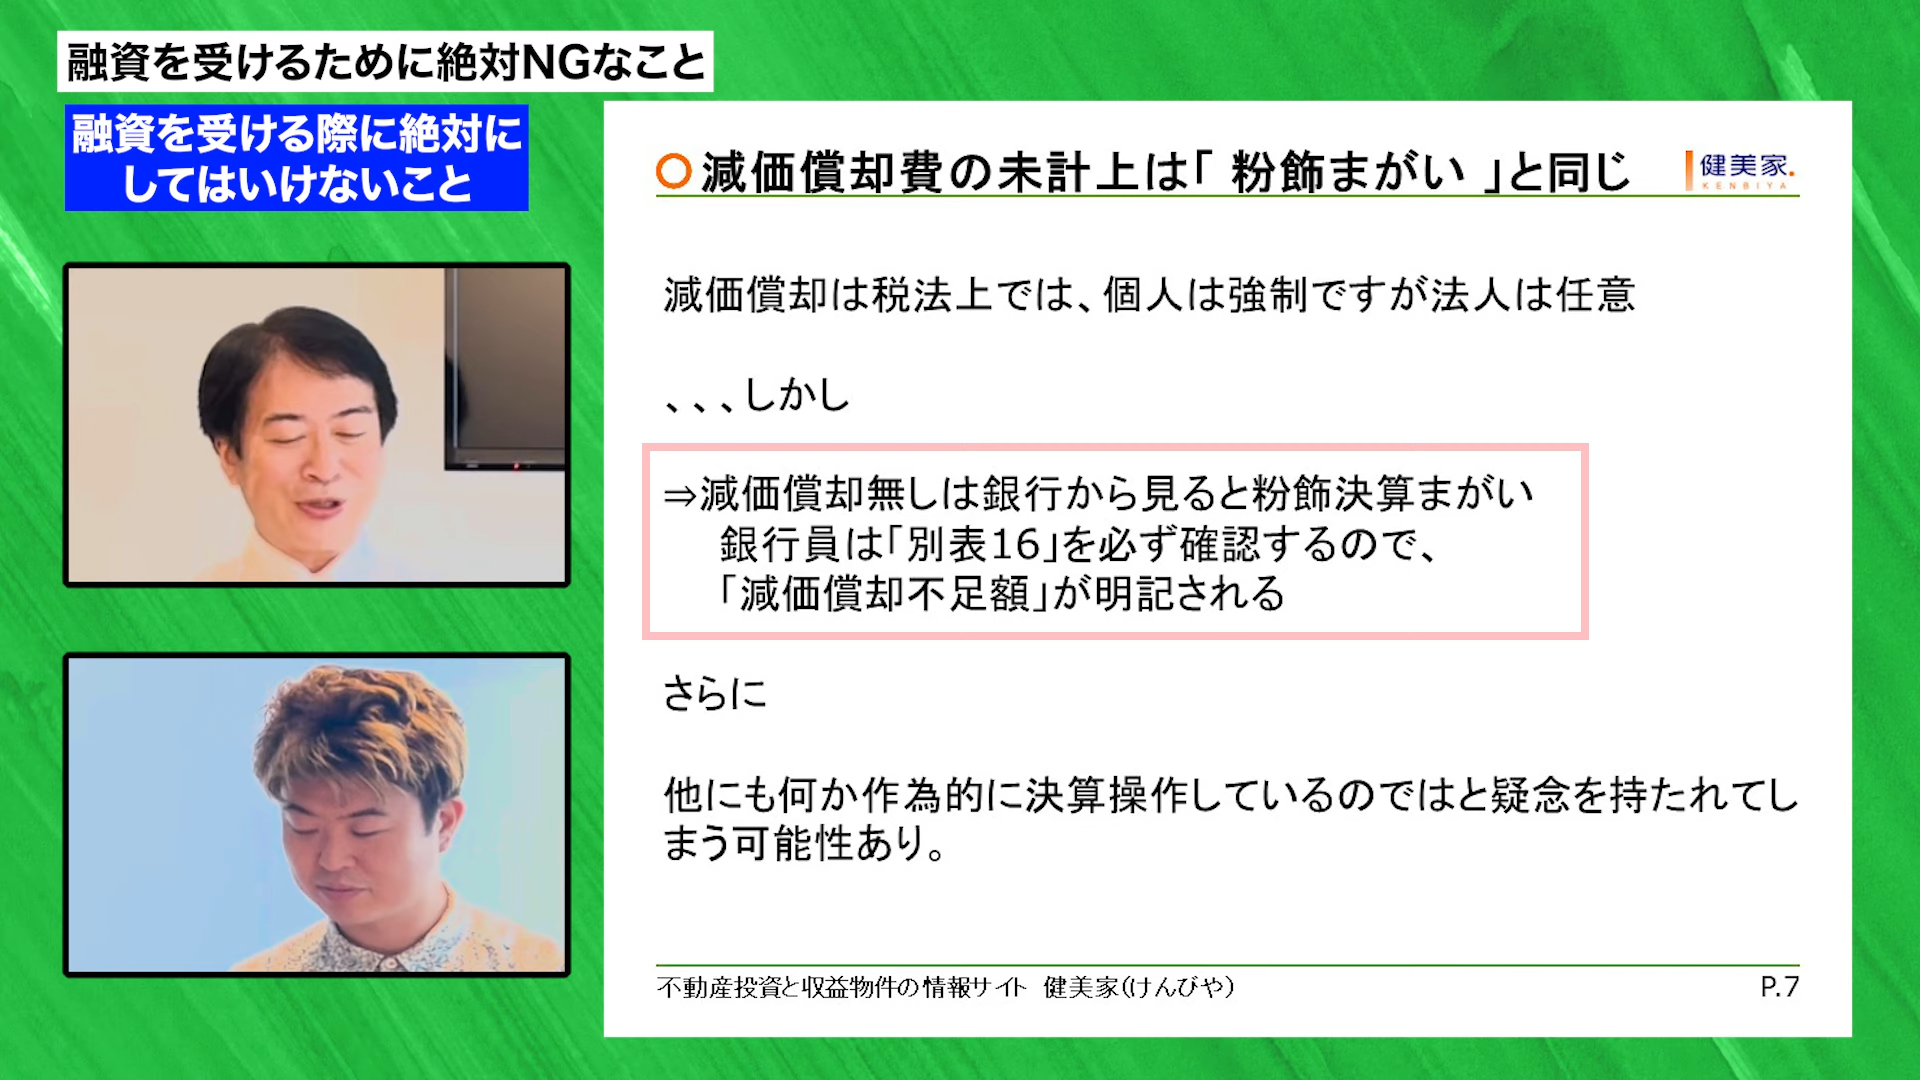 融資を受けるために絶対NGなこと
融資を受ける際に絶対に
してはいけないこと
○減価償却費の未計上は「 粉飾まがい 」と同じ
健美家.
KENBIYA
減価償却は税法上では、個人は強制ですが法人は任意
、、、しかし
⇒減価償却無しは銀行から見ると粉飾決算まがい
銀行員は「別表16」を必ず確認するので、
「減価償却不足額」が明記される
さらに
他にも何か作為的に決算操作しているのではと疑念を持たれてし
まう可能性あり。
不動産投資と収益物件の情報サイト 健美家(けんびや)
P.7